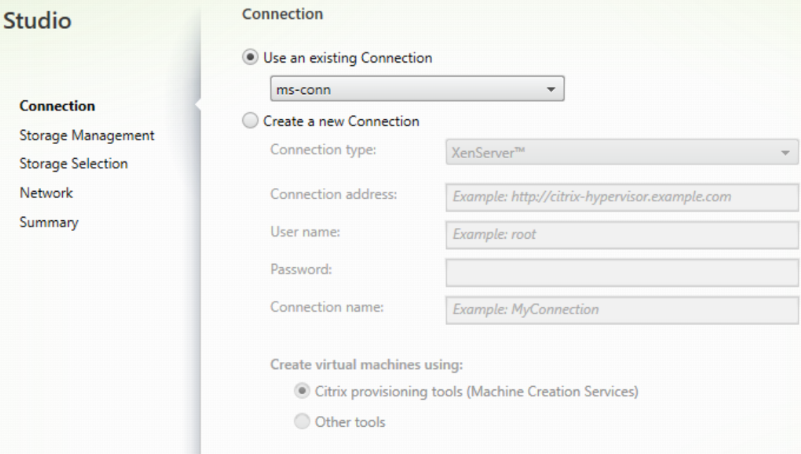 Studio
Connection
Storage Management
Storage Selection
Network
Summary
Connection
Use an existing Connection
ms-conn
Create a new Connection
Connection type: XenServer™
Connection address: Example: http://citrix-hypervisor.example.com
User name: Example: root
Password:
Connection name: Example: MyConnection
Create virtual machines using:
Citrix provisioning tools (Machine Creation Services)
Other tools